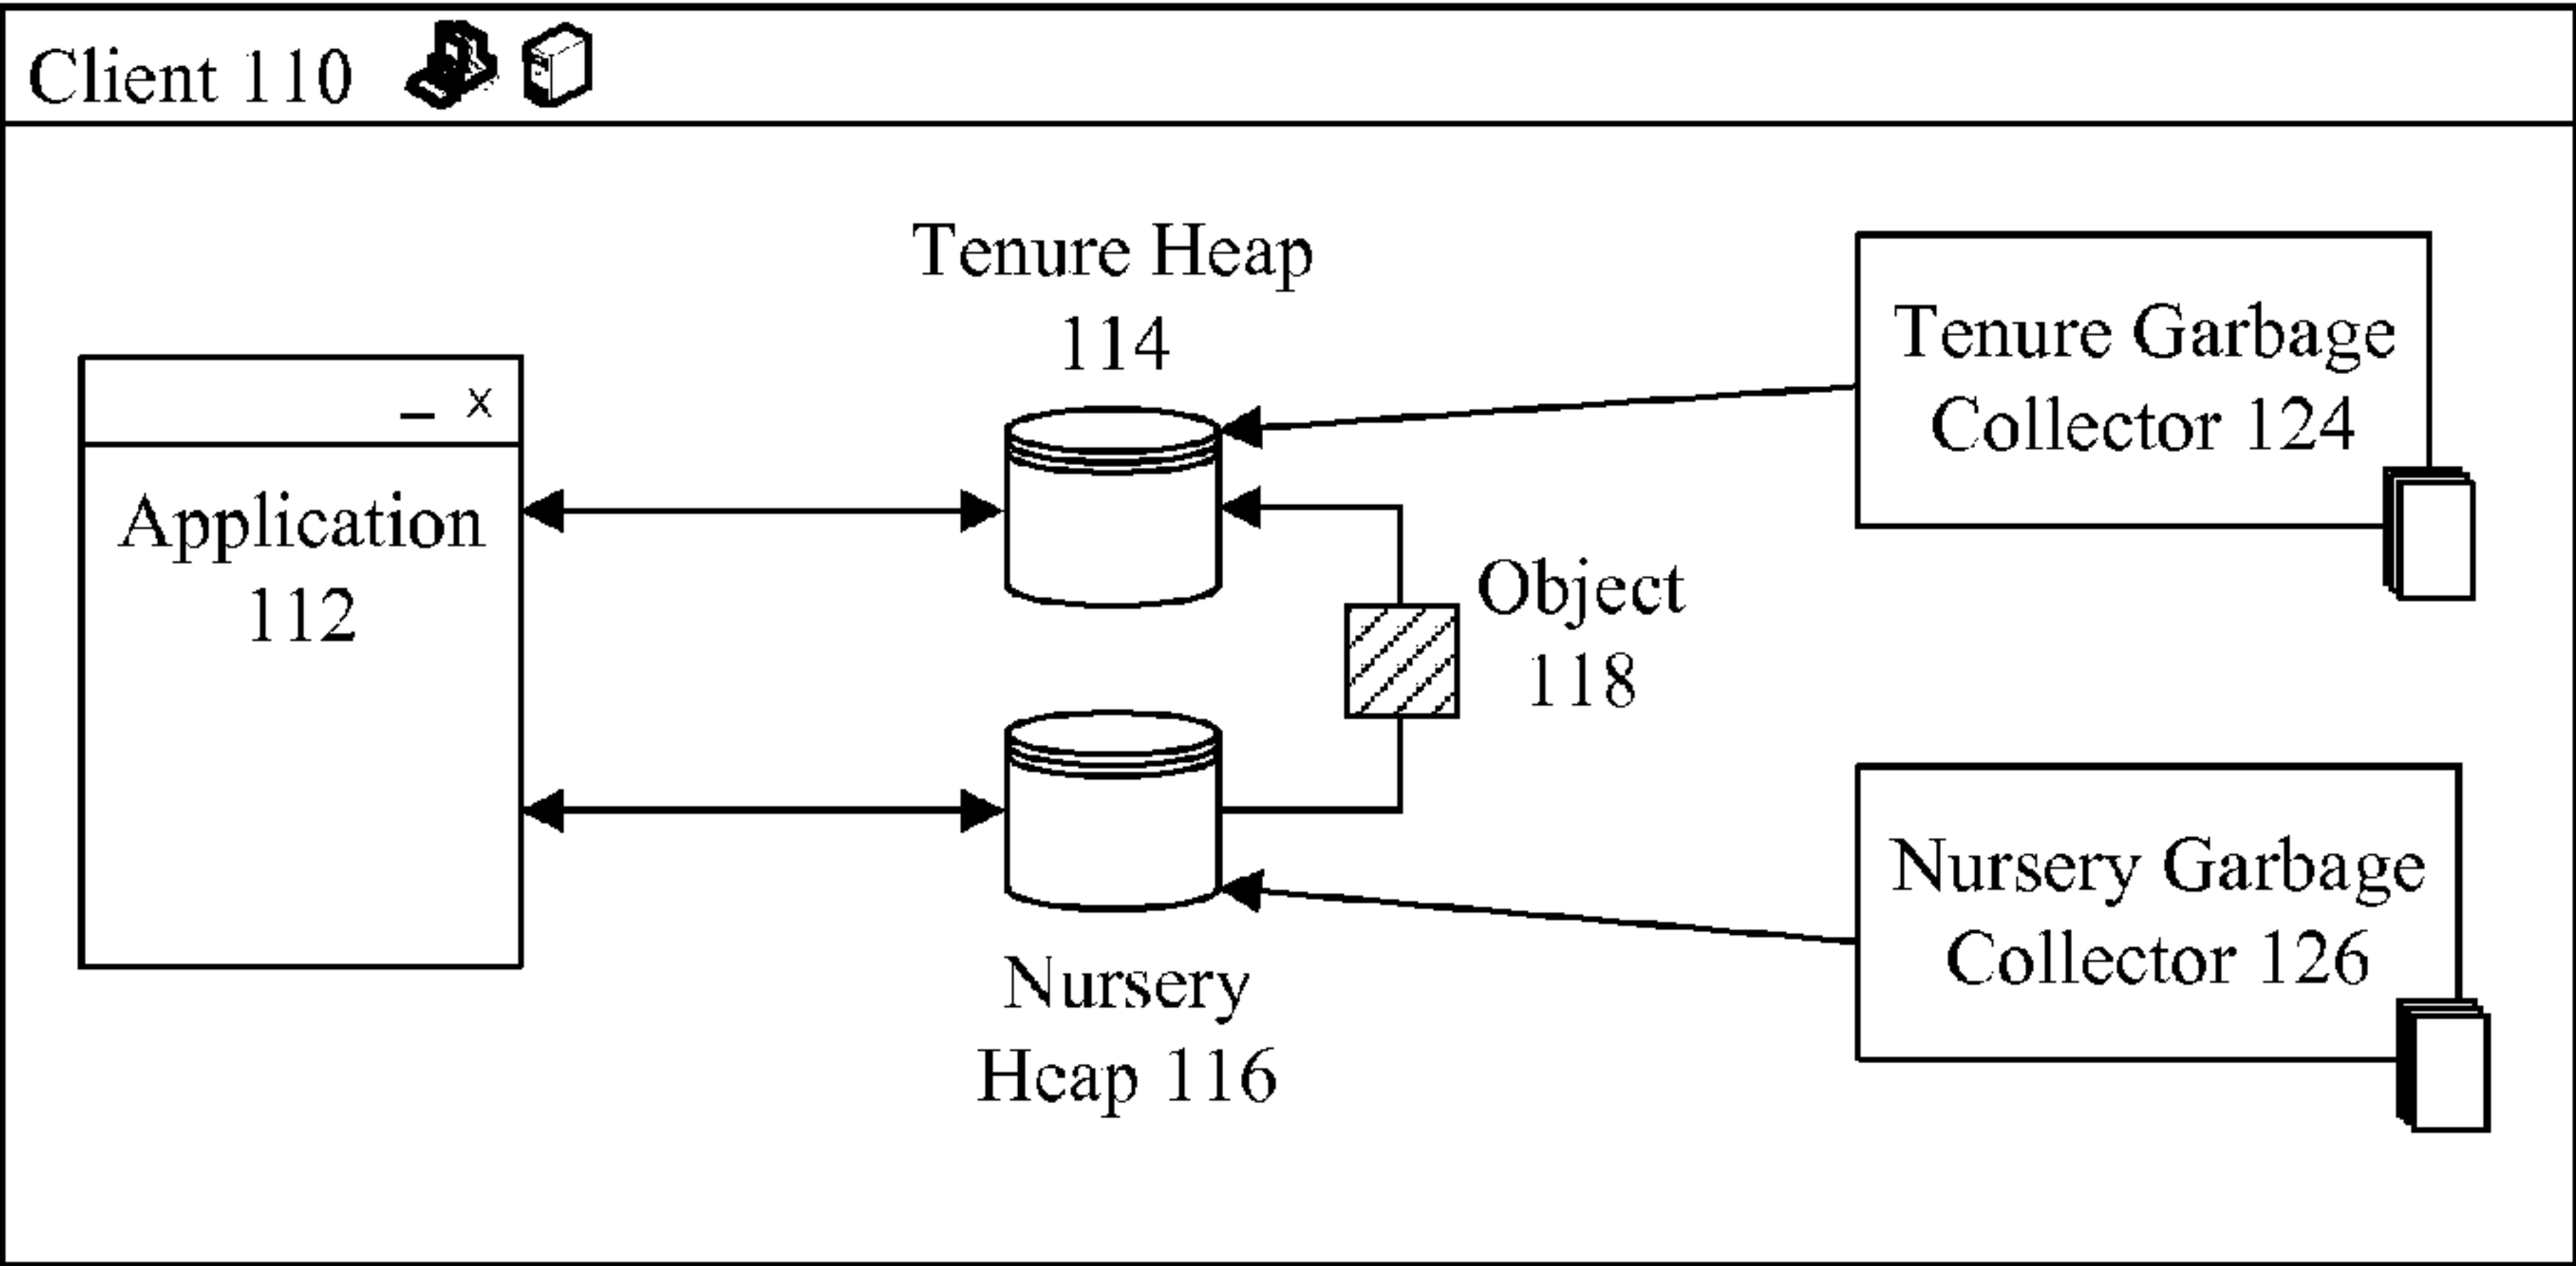 Client 110
Tenure Heap
114
Tenure Garbage
Collector 124
_ x
Application
112
Object
118
Nursery Garbage
Collector 126
Nursery
Heap 116